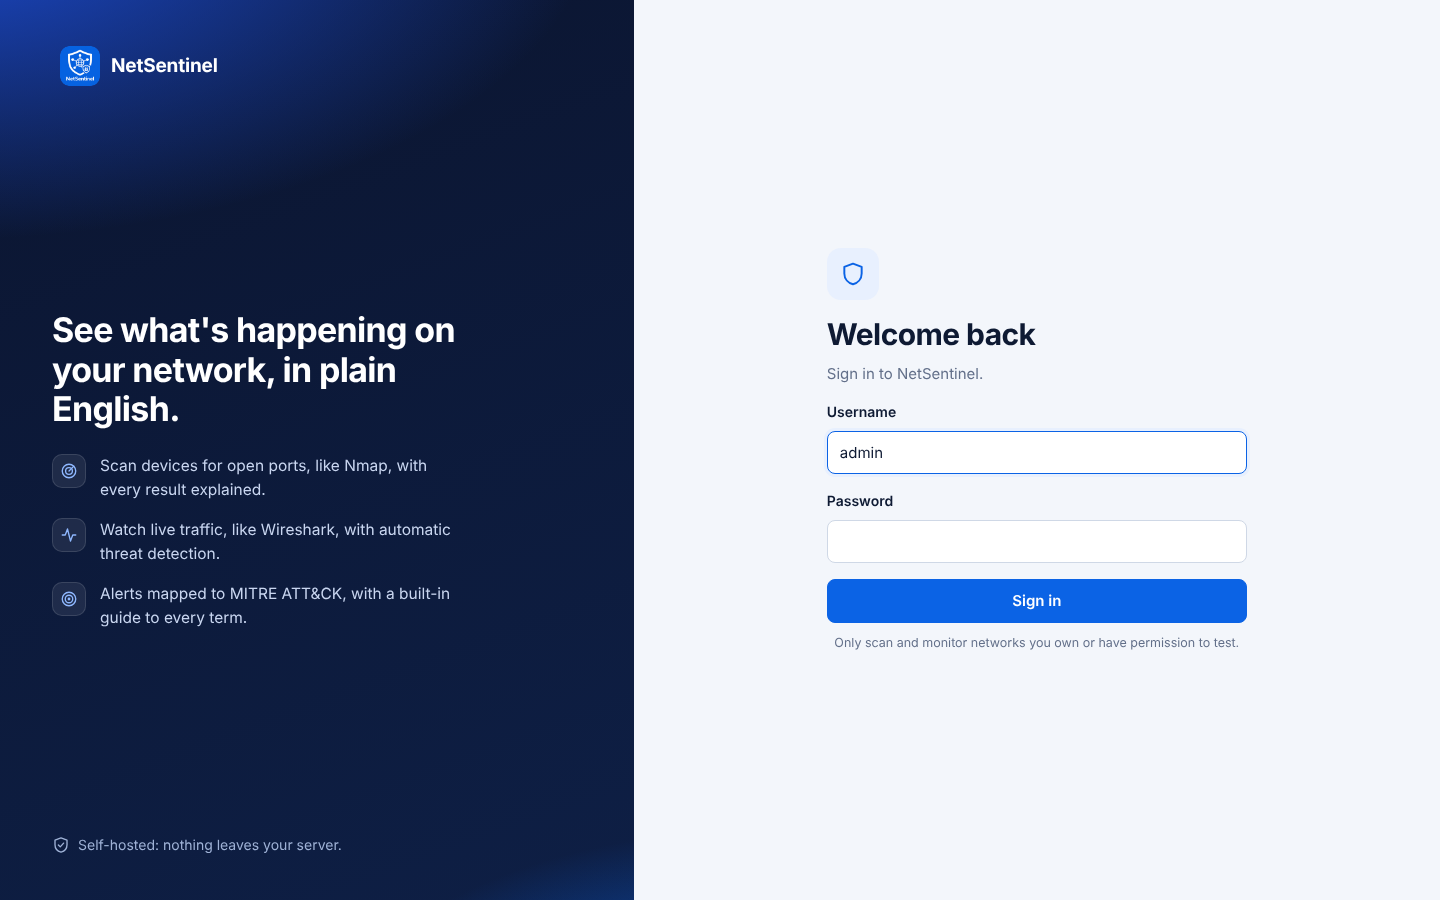 NetSentinel
NetSentinel
See what's happening on
your network, in plain
English.
Scan devices for open ports, like Nmap, with
every result explained.
Watch live traffic, like Wireshark, with automatic
threat detection.
Alerts mapped to MITRE ATT&CK, with a built-in
guide to every term.
Self-hosted: nothing leaves your server.
Welcome back
Sign in to NetSentinel.
Username
admin
Password
Sign in
Only scan and monitor networks you own or have permission to test.